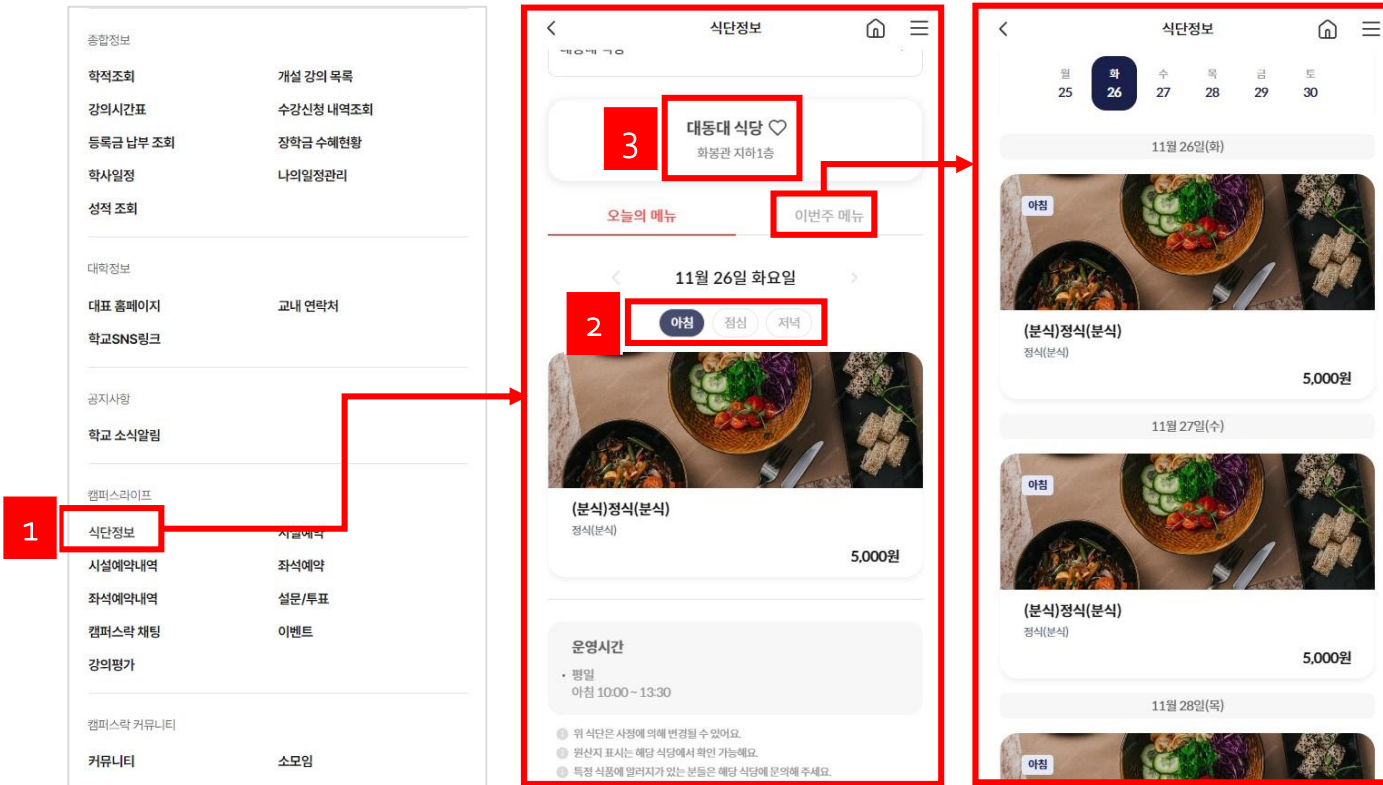 종합정보
학적조회 개설 강의 목록
강의시간표 수강신청 내역조회
등록금 납부 조회 장학금 수혜현황
학사일정 나의일정관리
성적 조회
대학정보
대표 홈페이지 교내 연락처
학교SNS링크
공지사항
학교 소식알림
캠퍼스라이프
1
식단정보 시설예약
시설예약내역 좌석예약
좌석예약내역 설문/투표
캠퍼스락 채팅 이벤트
강의평가
캠퍼스락 커뮤니티
커뮤니티 소모임
식단정보
대동대 식당
3
대동대 식당
화봉관 지하1층
오늘의 메뉴 이번주 메뉴
11월 26일 화요일
2
아침 점심 저녁
(분식)정식(분식)
정식(분식)
5,000원
운영시간
• 평일
아침 10:00 ~ 13:30
위 식단은 사정에 의해 변경될 수 있어요.
원산지 표시는 해당 식당에서 확인 가능해요.
특정 식품에 알러지가 있는 분들은 해당 식당에 문의해 주세요.
식단정보
월 화 수 목 금 토
25 26 27 28 29 30
11월 26일(화)
아침
(분식)정식(분식)
정식(분식)
5,000원
11월 27일(수)
아침
(분식)정식(분식)
정식(분식)
5,000원
11월 28일(목)
아침